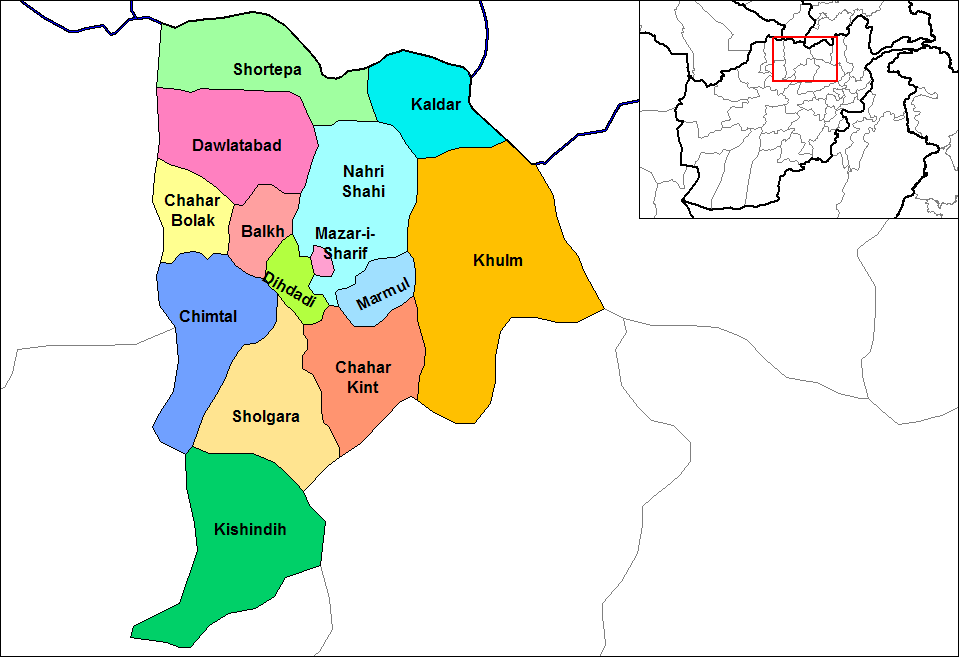 Shortepa
Kaldar
Dawlatabad
Nahri
Shahi
Chahar
Bolak
Balkh
Mazar-i-
Sharif
Khulm
Dihdadi
Marmul
Chimtal
Chahar
Kint
Sholgara
Kishindih